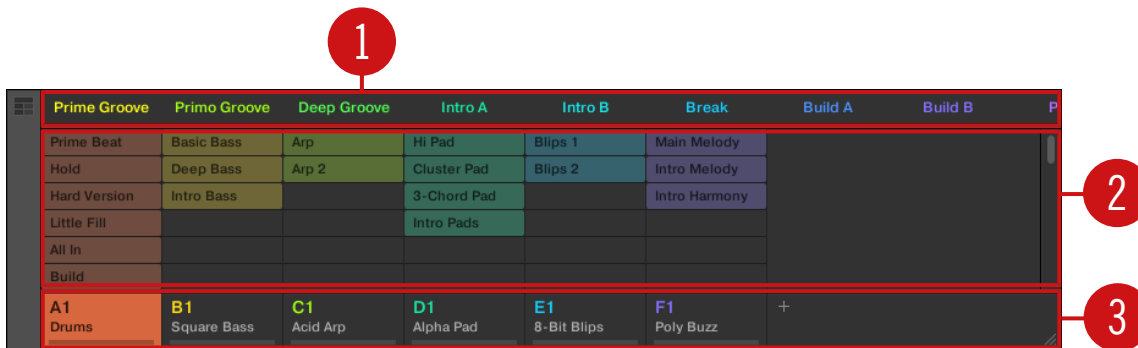 1
Prime Groove Primo Groove Deep Groove Intro A Intro B Break Build A Build B P
Prime Beat Basic Bass Arp Hi Pad Blips 1 Main Melody
Hold Deep Bass Arp 2 Cluster Pad Blips 2 Intro Melody
Hard Version Intro Bass 3-Chord Pad Intro Harmony
2
Little Fill Intro Pads
All In
Build
A1 B1 C1 D1 E1 F1 +
Drums Square Bass Acid Arp Alpha Pad 8-Bit Blips Poly Buzz
3